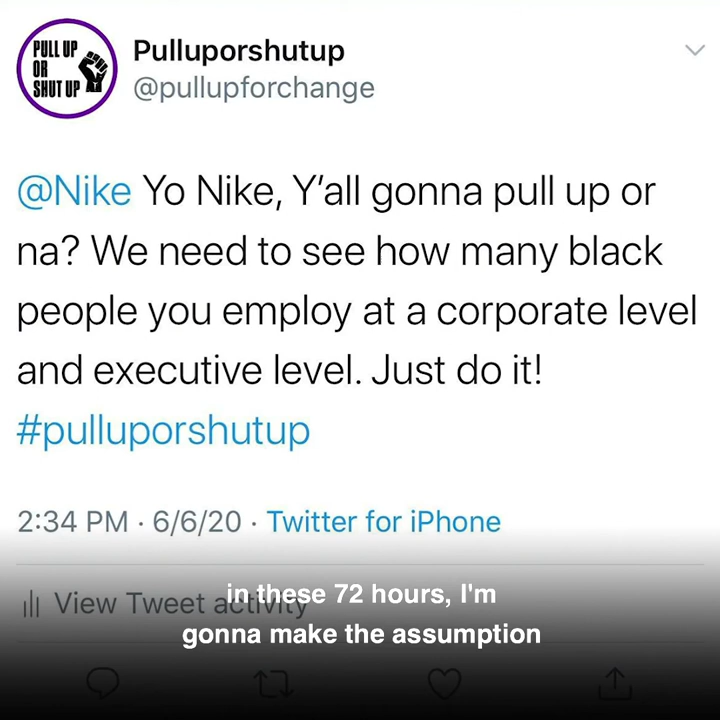 PULL UP
OR
SHUT UP
Pulluporshutup
@pullupforchange
@Nike Yo Nike, Y'all gonna pull up or
na? We need to see how many black
people you employ at a corporate level
and executive level. Just do it!
#pulluporshutup
2:34 PM · 6/6/20 · Twitter for iPhone
View Tweet activity
in these 72 hours, I'm
gonna make the assumption